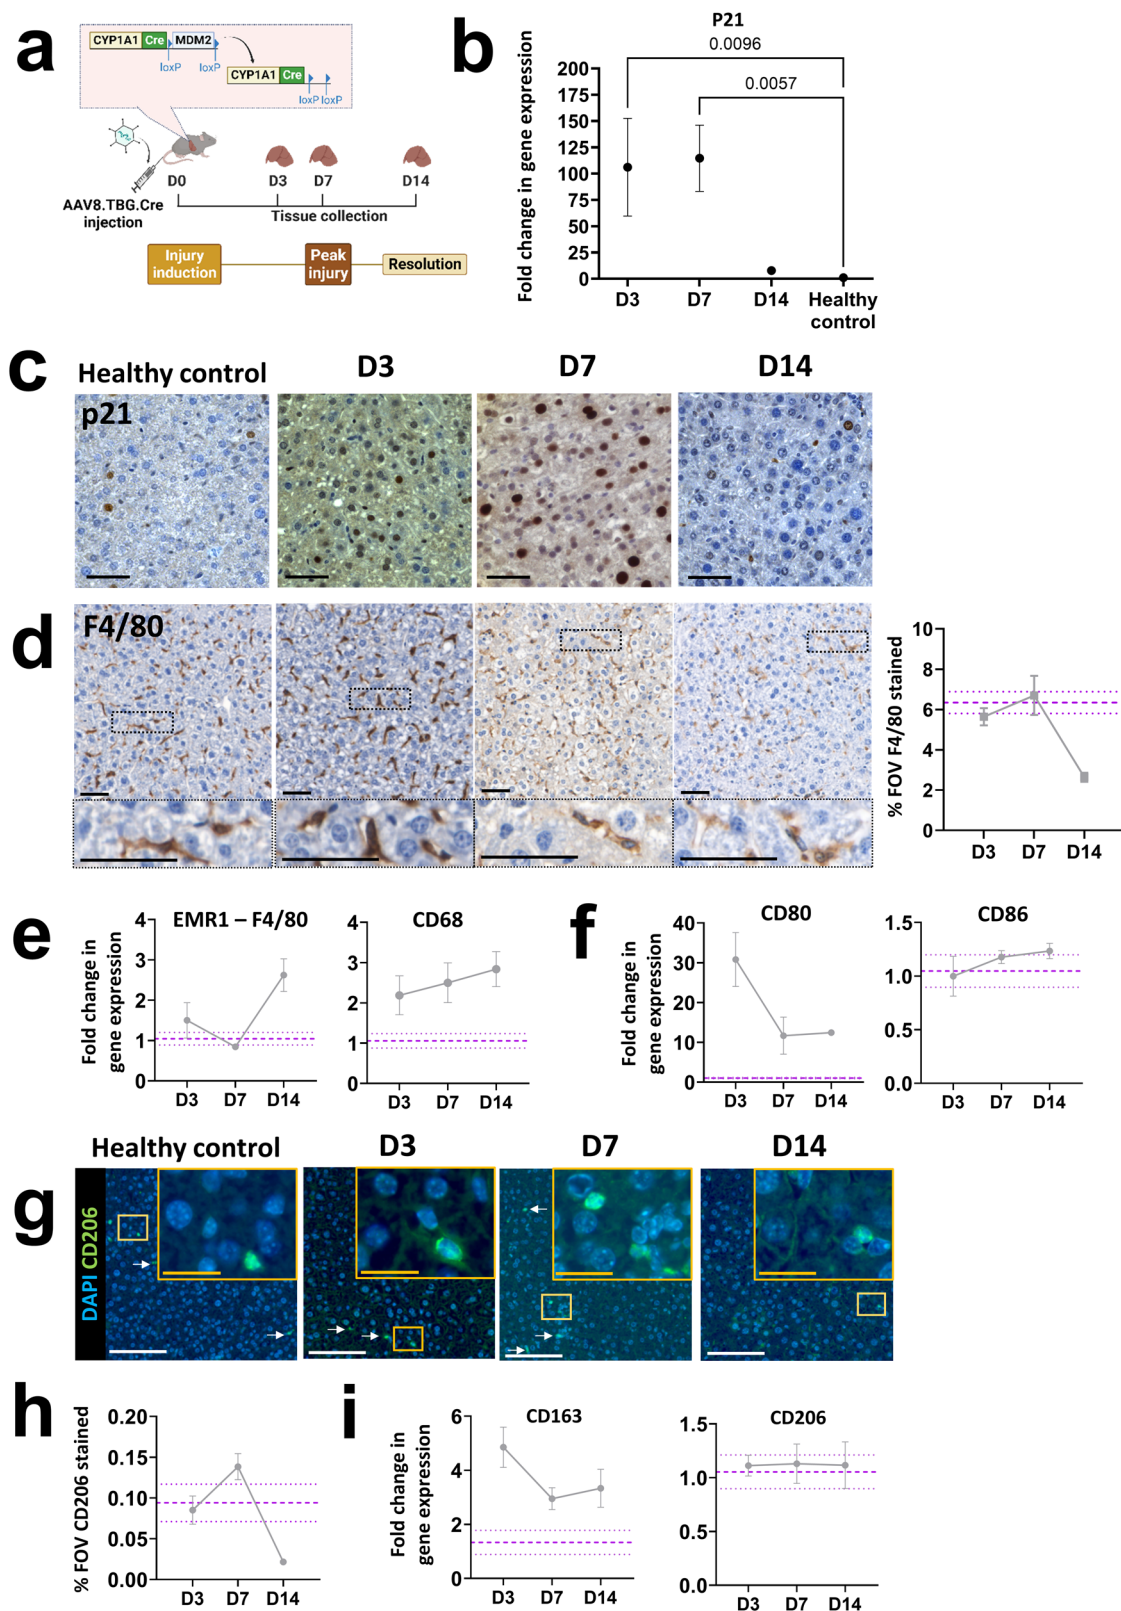 a
CYP1A1 Cre MDM2
loxP loxP
CYP1A1 Cre
loxP loxP
D0 D3 D7 D14
AAV8.TBG.Cre
injection
Tissue collection
Injury
induction
Peak
injury
Resolution
b
P21
0.0096
0.0057
Fold change in gene expression
200
175
150
125
100
75
50
25
0
D3 D7 D14 Healthy
control
c
Healthy control D3 D7 D14
p21
d
F4/80
% FOV F4/80 stained
10
8
6
4
2
0
D3 D7 D14
e
EMR1 – F4/80
Fold change in
gene expression
4
3
2
1
0
D3 D7 D14
CD68
4
3
2
1
0
D3 D7 D14
f
CD80
Fold change in
gene expression
40
30
20
10
0
D3 D7 D14
CD86
1.5
1.0
0.5
0.0
D3 D7 D14
Healthy control D3 D7 D14
g
DAPI CD206
h
% FOV CD206 stained
0.20
0.15
0.10
0.05
0.00
D3 D7 D14
i
CD163
Fold change in
gene expression
6
4
2
0
D3 D7 D14
CD206
1.5
1.0
0.5
0.0
D3 D7 D14